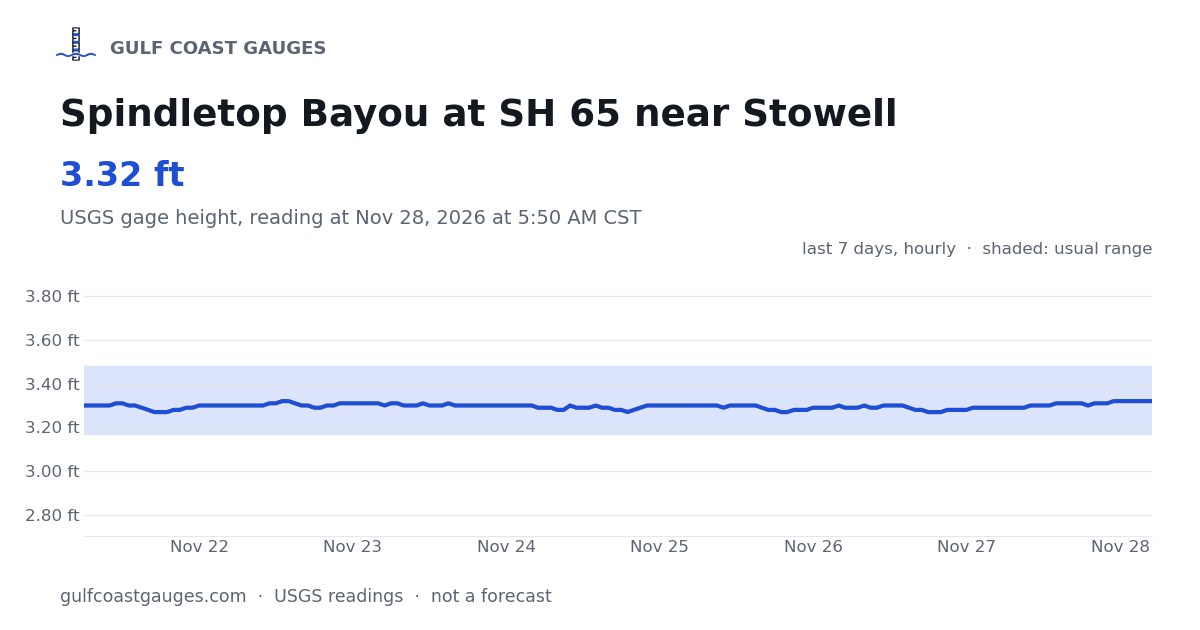 GULF COAST GAUGES
Spindletop Bayou at SH 65 near Stowell
3.32 ft
USGS gage height, reading at Nov 28, 2026 at 5:50 AM CST
last 7 days, hourly · shaded: usual range
3.80 ft
3.60 ft
3.40 ft
3.20 ft
3.00 ft
2.80 ft
Nov 22 Nov 23 Nov 24 Nov 25 Nov 26 Nov 27 Nov 28
gulfcoastgauges.com · USGS readings · not a forecast